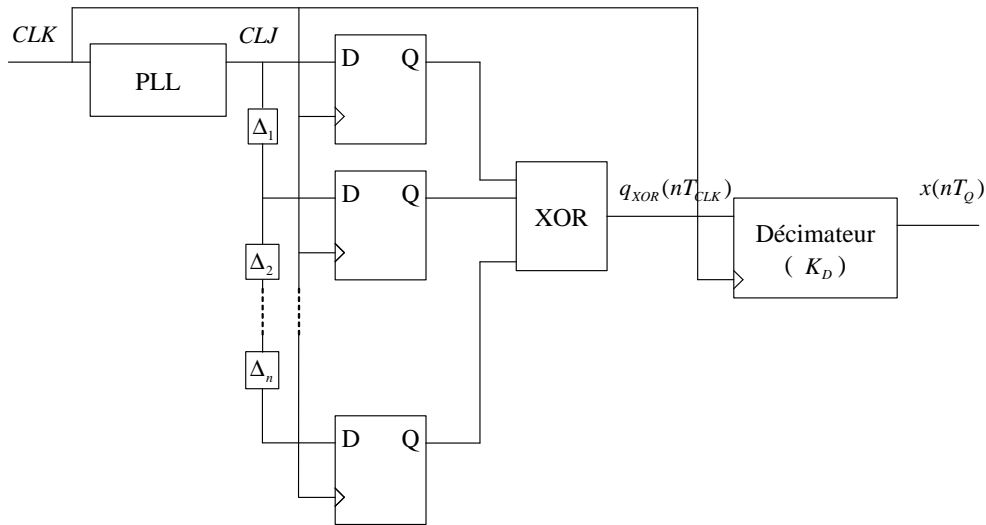 CLK
CLJ
PLL
D Q
Δ₁
D Q
Δ₂
Δₙ
D Q
XOR
q_XOR(nT_CLK)
x(nT_Q)
Décimateur
( K_D )